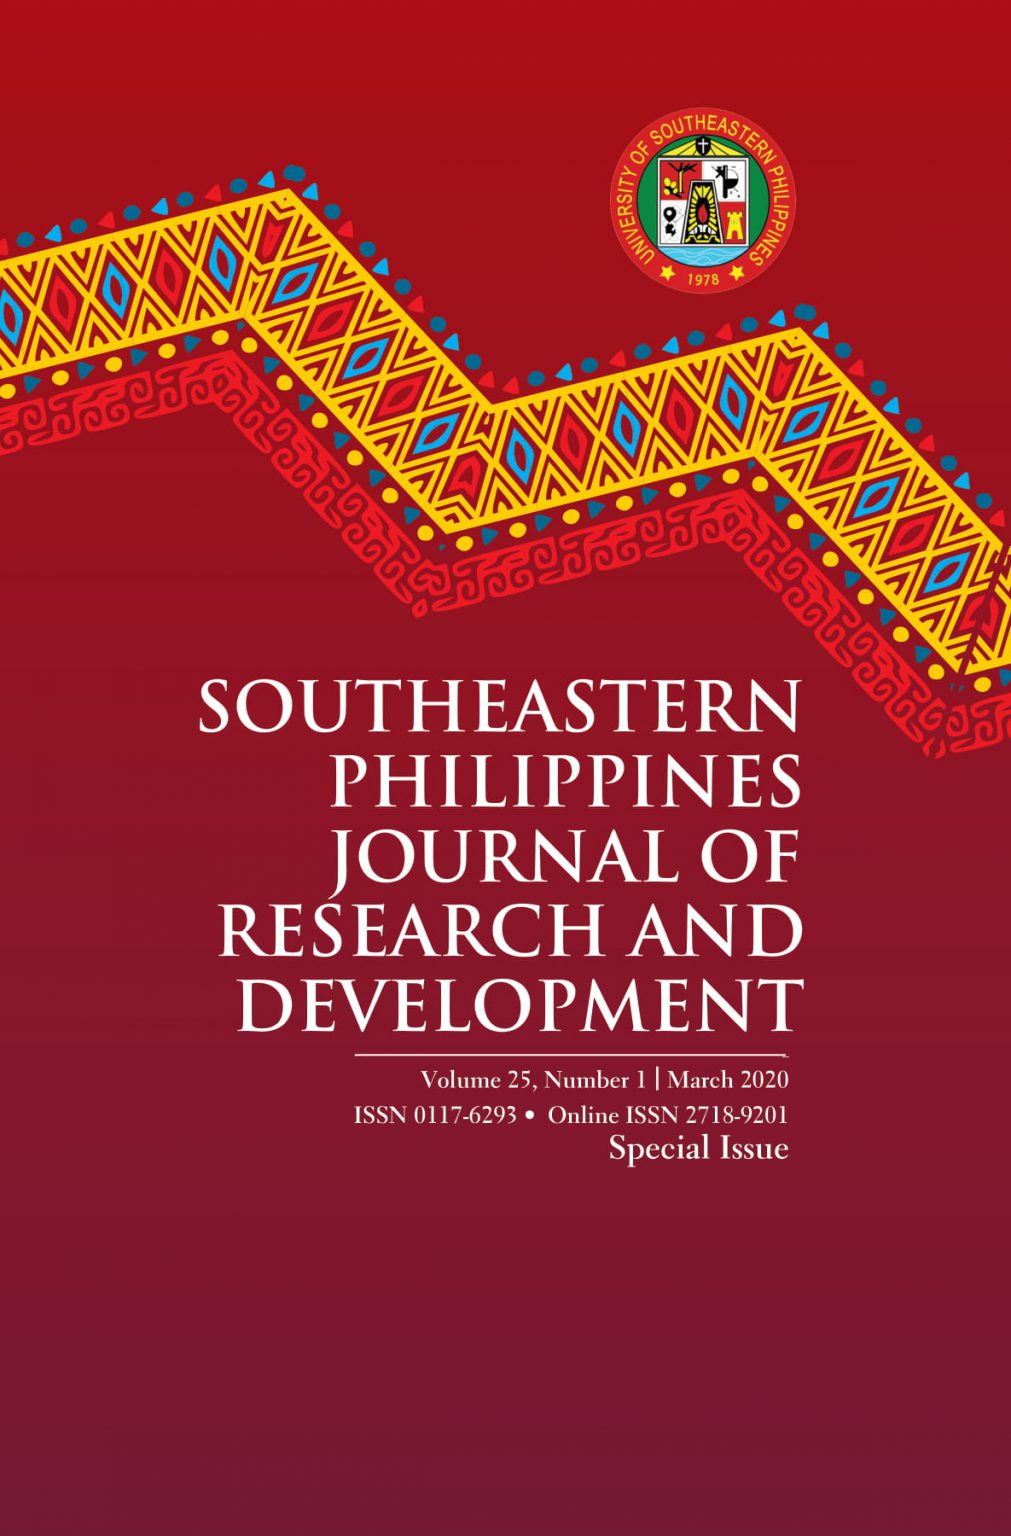 UNIVERSITY OF SOUTHEASTERN PHILIPPINES
1978
SOUTHEASTERN
PHILIPPINES
JOURNAL OF
RESEARCH AND
DEVELOPMENT
Volume 25, Number 1 | March 2020
ISSN 0117-6293 • Online ISSN 2718-9201
Special Issue